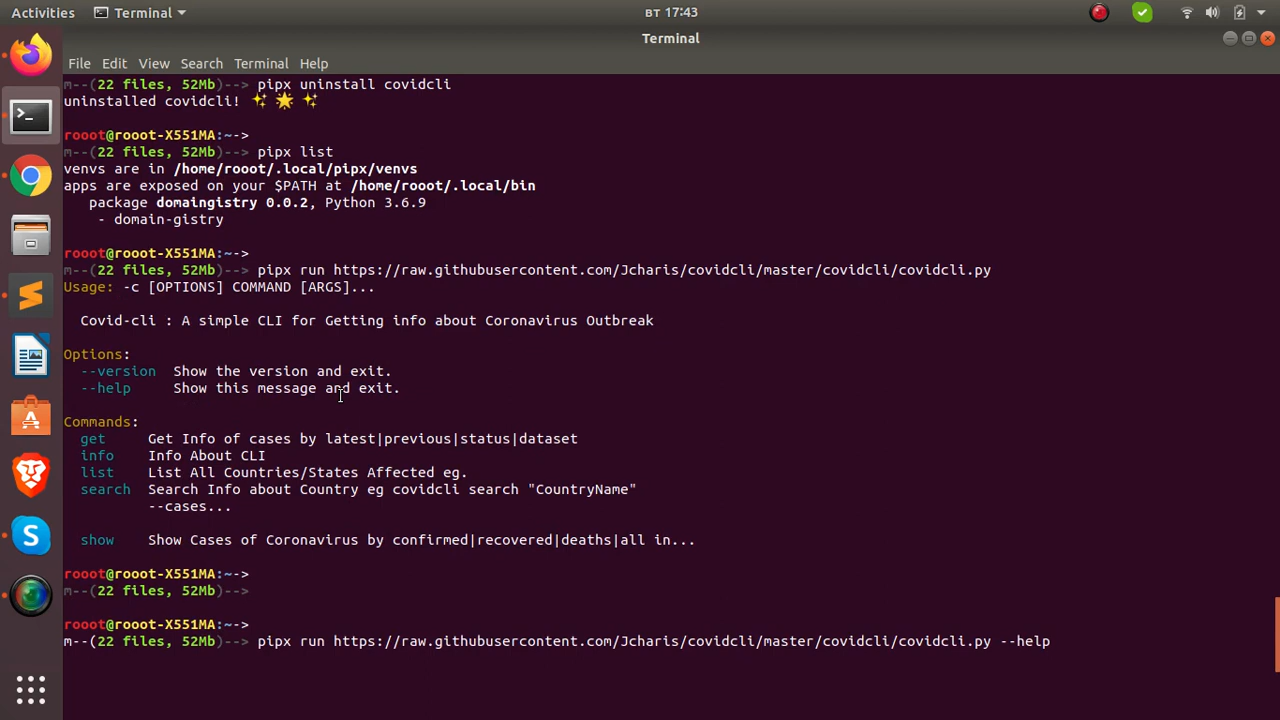 Activities Terminal вт 17:43
Terminal
File Edit View Search Terminal Help
m--(22 files, 52Mb)--> pipx uninstall covidcli
uninstalled covidcli! ✨ 🌟 ✨
rooot@rooot-X551MA:~->
m--(22 files, 52Mb)--> pipx list
venvs are in /home/rooot/.local/pipx/venvs
apps are exposed on your $PATH at /home/rooot/.local/bin
package domaingistry 0.0.2, Python 3.6.9
- domain-gistry
rooot@rooot-X551MA:~->
m--(22 files, 52Mb)--> pipx run https://raw.githubusercontent.com/Jcharis/covidcli/master/covidcli/covidcli.py
Usage: -c [OPTIONS] COMMAND [ARGS]...
Covid-cli : A simple CLI for Getting info about Coronavirus Outbreak
Options:
--version Show the version and exit.
--help Show this message and exit.
Commands:
get Get Info of cases by latest|previous|status|dataset
info Info About CLI
list List All Countries/States Affected eg.
search Search Info about Country eg covidcli search "CountryName"
--cases...
show Show Cases of Coronavirus by confirmed|recovered|deaths|all in...
rooot@rooot-X551MA:~->
m--(22 files, 52Mb)-->
rooot@rooot-X551MA:~->
m--(22 files, 52Mb)--> pipx run https://raw.githubusercontent.com/Jcharis/covidcli/master/covidcli/covidcli.py --help